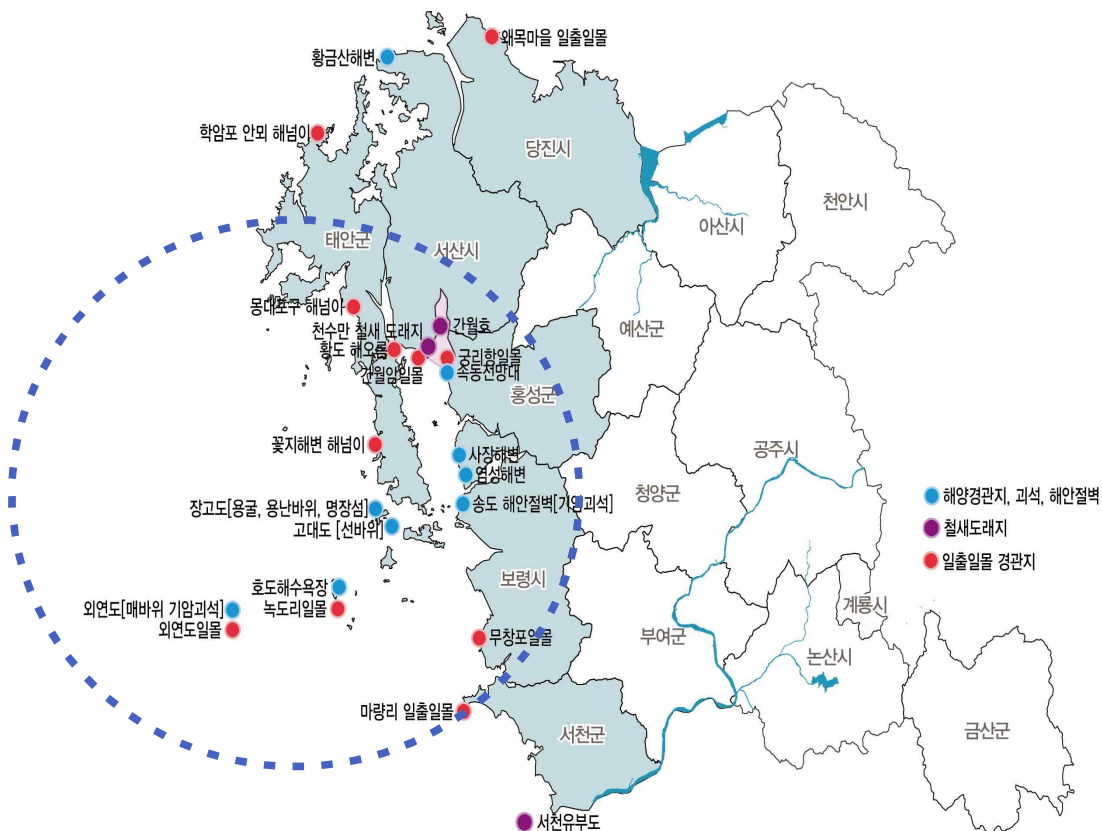 왜목마을 일출일몰
황금산해변
학암포 안뫼 해넘이
당진시
천안시
아산시
태안군
서산시
몽대포구 해넘이
간월호
천수만 철새 도래지
예산군
황도 해오름
궁리항일몰
간월암일몰
속동전망대
홍성군
꽃지해변 해넘이
사장해변
공주시
염성해변
청양군
해양경관지, 괴석, 해안절벽
장고도[용굴, 용난바위, 명장섬]
송도 해안절벽[기암괴석]
고대도 [선바위]
철새도래지
일출일몰 경관지
보령시
호도해수욕장
계룡시
외연도[매바위 기암괴석]
녹도리일몰
외연도일몰
무창포일몰
부여군
논산시
마량리 일출일몰
서천군
금산군
서천유부도